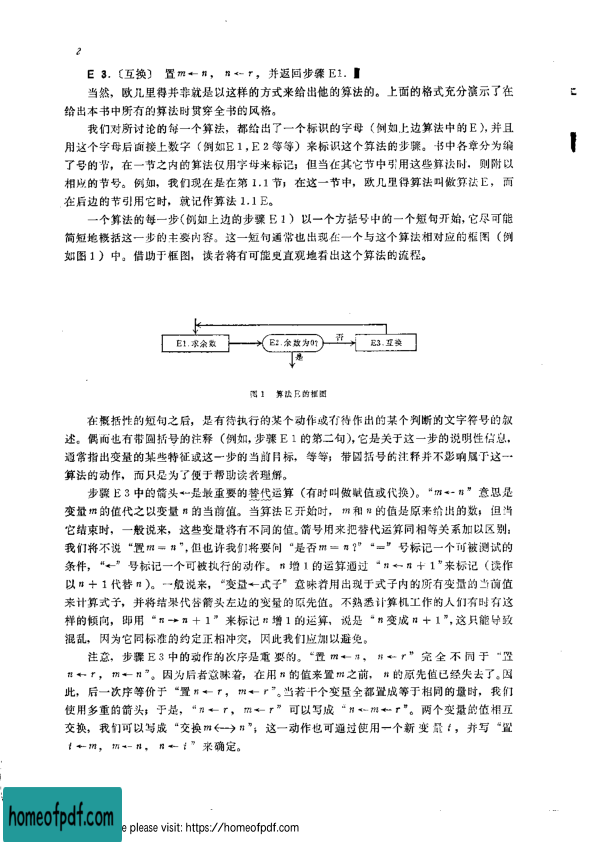 2
E 3.〔互换〕 置m←n， n←r，并返回步骤E1.▌
当然，欧几里得并非就是以这样的方式来给出他的算法的。上面的格式充分演示了在
给出本书中所有的算法时贯穿全书的风格。
我们对所讨论的每一个算法，都给出了一个标识的字母（例如上边算法中的E），并且
用这个字母后面接上数字（例如E1，E2等等）来标识这个算法的步骤。书中各章分为编
了号的节，在一节之内的算法仅用字母来标记；但当在其它节中引用这些算法时，则附以
相应的节号。例如，我们现在是在第1.1节；在这一节中，欧几里得算法叫做算法E，而
在后边的节引用它时，就记作算法1.1E。
一个算法的每一步(例如上边的步骤E1）以一个方括号中的一个短句开始，它尽可能
简短地概括这一步的主要内容。这一短句通常也出现在一个与这个算法相对应的框图（例
如图1）中。借助于框图，读者将有可能更直观地看出这个算法的流程。
E1.求余数 E2.余数为0? 否 E3.互换
是
图1 算法E的框图
在概括性的短句之后，是有待执行的某个动作或有待作出的某个判断的文字符号的叙
述。偶而也有带圆括号的注释（例如，步骤E1的第二句），它是关于这一步的说明性信息，
通常指出变量的某些特征或这一步的当前目标，等等；带圆括号的注释并不影响属于这一
算法的动作，而只是为了便于帮助读者理解。
步骤E3中的箭头←是最重要的替代运算（有时叫做赋值或代换）。“m←n”意思是
变量m的值代之以变量n的当前值。当算法E开始时，m和n的值是原来给出的数；但当
它结束时，一般说来，这些变量将有不同的值。箭号用来把替代运算同相等关系加以区别：
我们将不说“置m=n”，但也许我们将要问“是否m=n？”“=”号标记一个可被测试的
条件，“←”号标记一个可被执行的动作。n增1的运算通过“n←n+1”来标记（读作
以n+1代替n）。一般说来，“变量←式子”意味着用出现于式子内的所有变量的当前值
来计算式子，并将结果代替箭头左边的变量的原先值。不熟悉计算机工作的人们有时有这
样的倾向，即用“n→n+1”来标记n增1的运算，说是“n变成n+1”，这只能导致
混乱，因为它同标准的约定正相冲突，因此我们应加以避免。
注意，步骤E3中的动作的次序是重要的。“置m←n，n←r”完全不同于“置
n←r，m←n”。因为后者意味着，在用n的值来置m之前，n的原先值已经失去了。因
此，后一次序等价于“置n←r，m←r”。当若干个变量全都置成等于相同的量时，我们
使用多重的箭头；于是，“n←r，m←r”可以写成“n←m←r”。两个变量的值相互
交换，我们可以写成“交换m←→n”；这一动作也可通过使用一个新变量t，并写“置
t←m，m←n，n←t”来确定。
homeofpdf.com
e please visit: https://homeofpdf.com